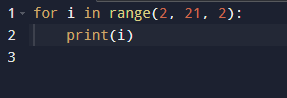 1 for i in range(2, 21, 2):
2     print(i)
3